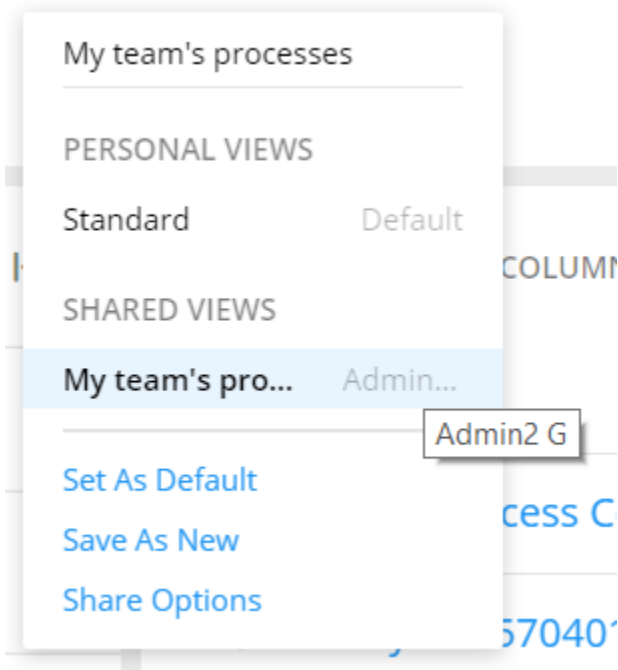 My team's processes
PERSONAL VIEWS
Standard Default
COLUMN
SHARED VIEWS
My team's pro... Admin...
Admin2 G
Set As Default
cess C
Save As New
Share Options
570401